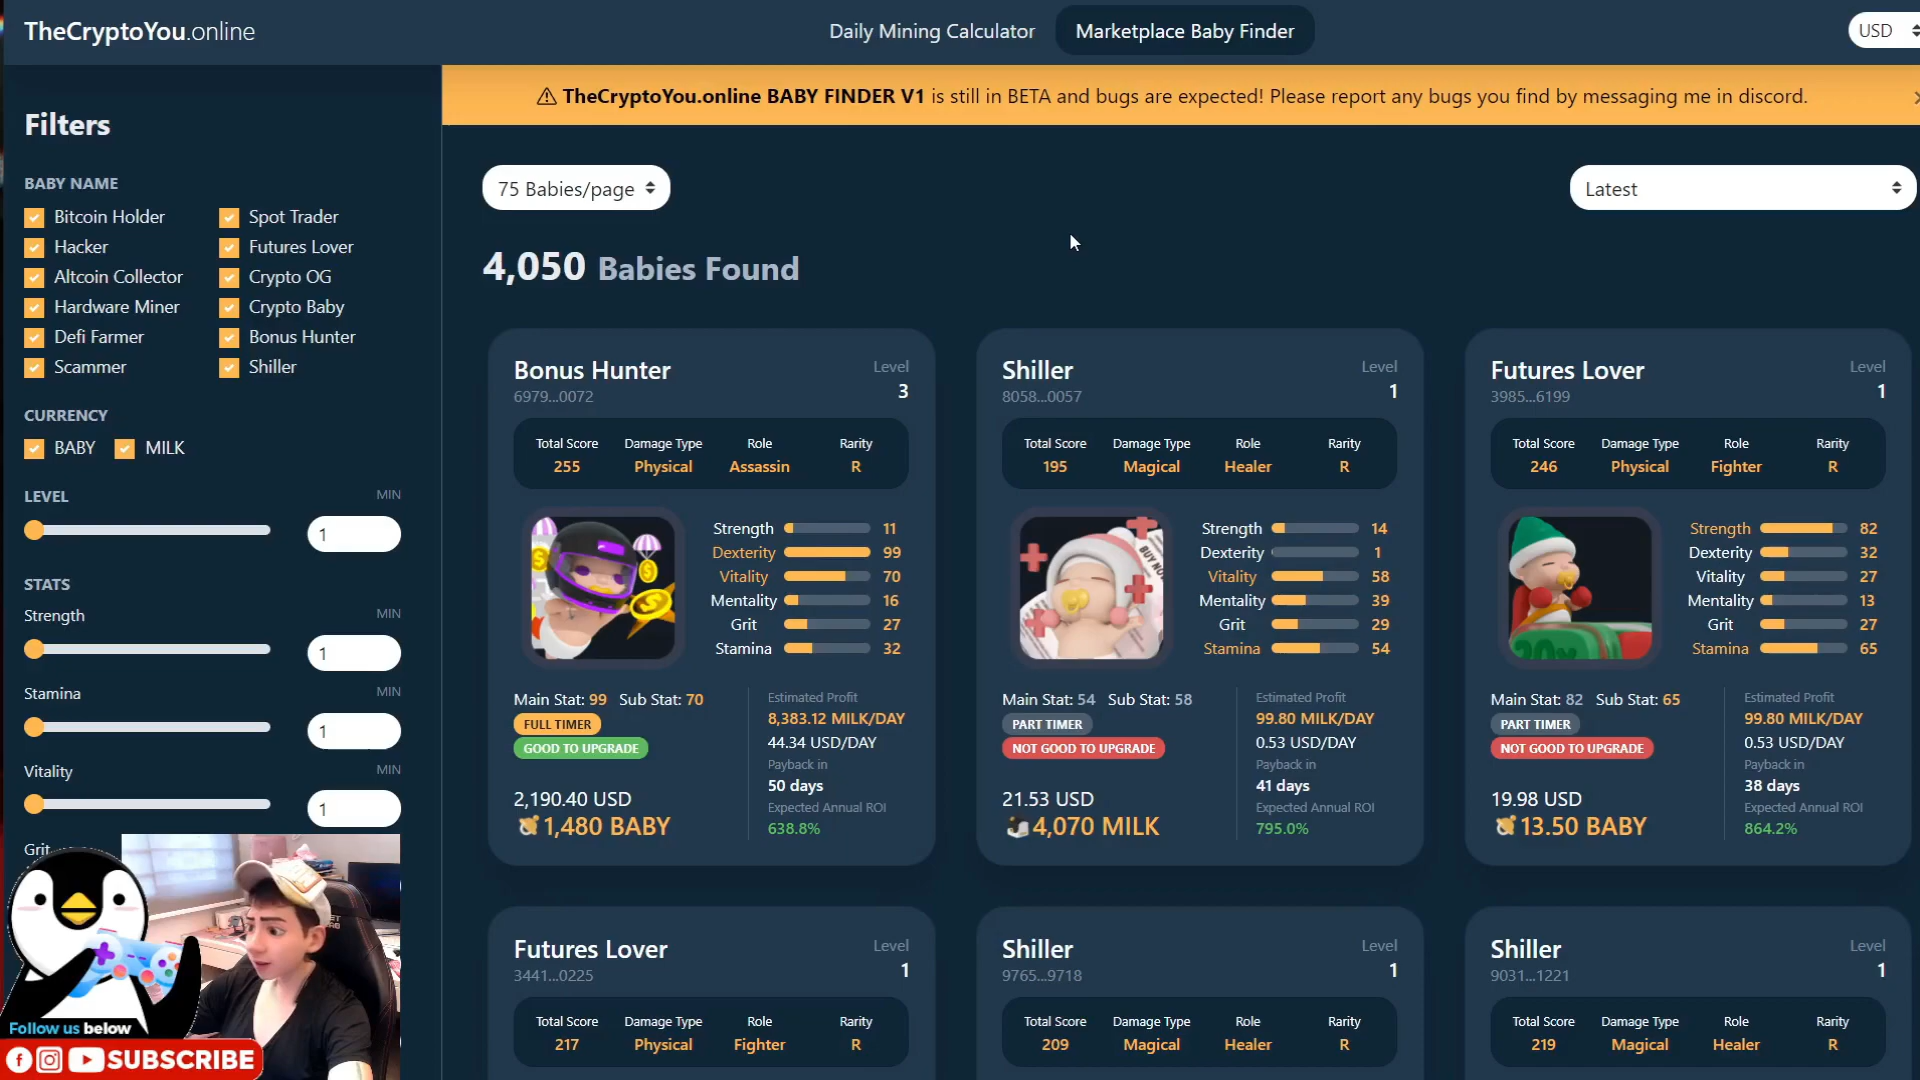 TheCryptoYou.online
Daily Mining Calculator
Marketplace Baby Finder
USD
⚠ TheCryptoYou.online BABY FINDER V1 is still in BETA and bugs are expected! Please report any bugs you find by messaging me in discord.
Filters
BABY NAME
Bitcoin Holder Spot Trader
Hacker Futures Lover
Altcoin Collector Crypto OG
Hardware Miner Crypto Baby
Defi Farmer Bonus Hunter
Scammer Shiller
CURRENCY
BABY MILK
LEVEL MIN
1
STATS
Strength MIN
1
Stamina MIN
1
Vitality MIN
1
Grit
Follow us below
SUBSCRIBE
75 Babies/page
Latest
4,050 Babies Found
Bonus Hunter Level
6979...0072 3
Total Score Damage Type Role Rarity
255 Physical Assassin R
Strength 11
Dexterity 99
Vitality 70
Mentality 16
Grit 27
Stamina 32
Main Stat: 99 Sub Stat: 70
FULL TIMER
GOOD TO UPGRADE
2,190.40 USD
1,480 BABY
Estimated Profit
8,383.12 MILK/DAY
44.34 USD/DAY
Payback in
50 days
Expected Annual ROI
638.8%
Shiller Level
8058...0057 1
Total Score Damage Type Role Rarity
195 Magical Healer R
BUY NOW
Strength 14
Dexterity 1
Vitality 58
Mentality 39
Grit 29
Stamina 54
Main Stat: 54 Sub Stat: 58
PART TIMER
NOT GOOD TO UPGRADE
21.53 USD
4,070 MILK
Estimated Profit
99.80 MILK/DAY
0.53 USD/DAY
Payback in
41 days
Expected Annual ROI
795.0%
Futures Lover Level
3985...6199 1
Total Score Damage Type Role Rarity
246 Physical Fighter R
20x
Strength 82
Dexterity 32
Vitality 27
Mentality 13
Grit 27
Stamina 65
Main Stat: 82 Sub Stat: 65
PART TIMER
NOT GOOD TO UPGRADE
19.98 USD
13.50 BABY
Estimated Profit
99.80 MILK/DAY
0.53 USD/DAY
Payback in
38 days
Expected Annual ROI
864.2%
Futures Lover Level
3441...0225 1
Total Score Damage Type Role Rarity
217 Physical Fighter R
Shiller Level
9765...9718 1
Total Score Damage Type Role Rarity
209 Magical Healer R
Shiller Level
9031...1221 1
Total Score Damage Type Role Rarity
219 Magical Healer R